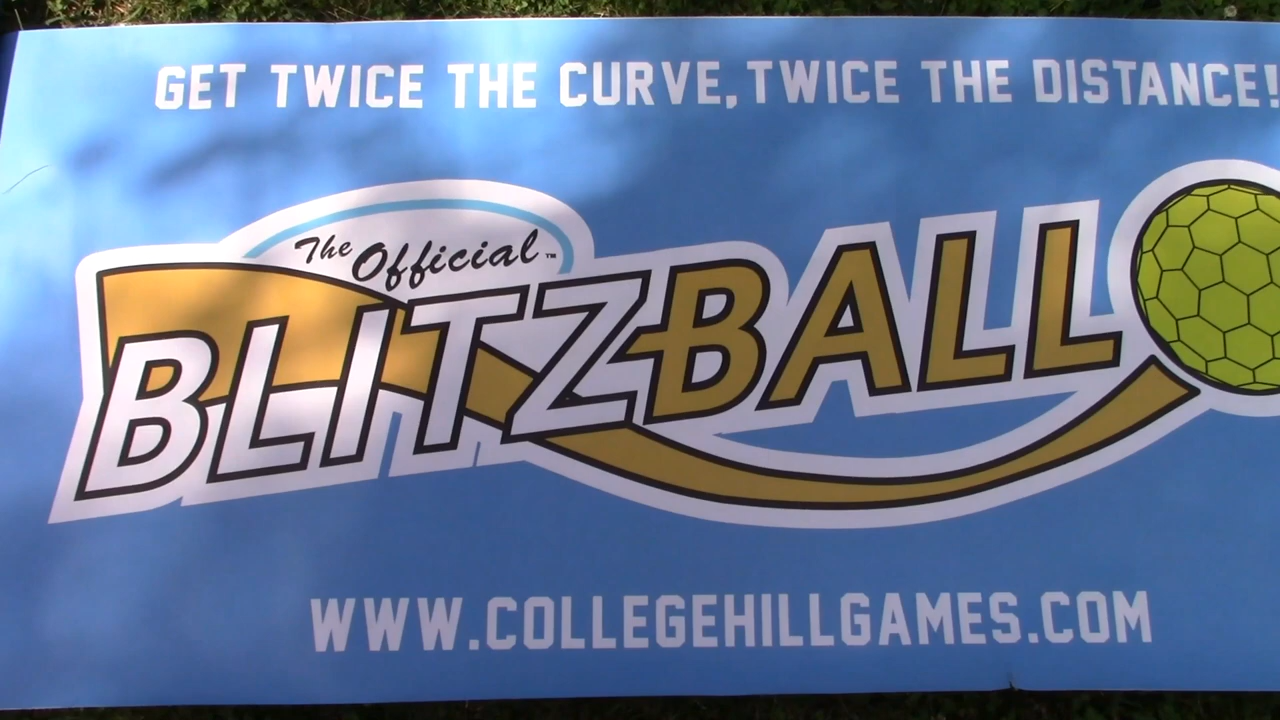 GET TWICE THE CURVE, TWICE THE DISTANCE!
The Official™
BLITZBALL
WWW.COLLEGEHILLGAMES.COM